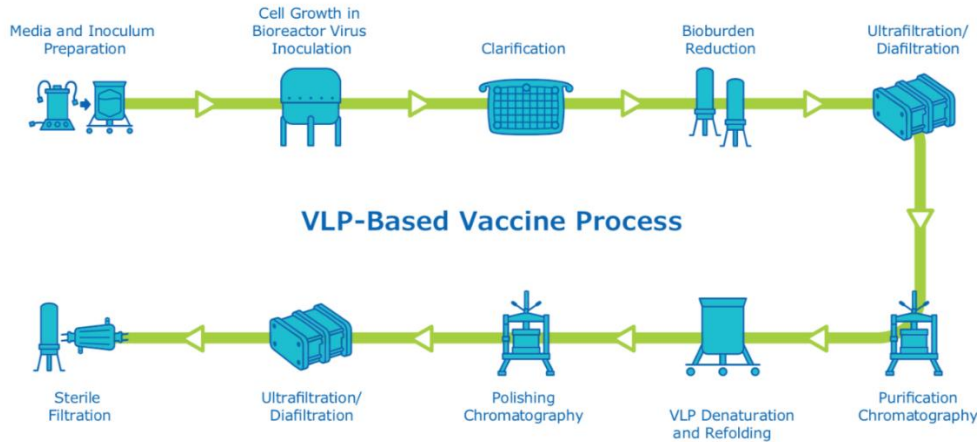 Media and Inoculum
Preparation
Cell Growth in
Bioreactor Virus
Inoculation
Clarification
Bioburden
Reduction
Ultrafiltration/
Diafiltration
VLP-Based Vaccine Process
Sterile
Filtration
Ultrafiltration/
Diafiltration
Polishing
Chromatography
VLP Denaturation
and Refolding
Purification
Chromatography